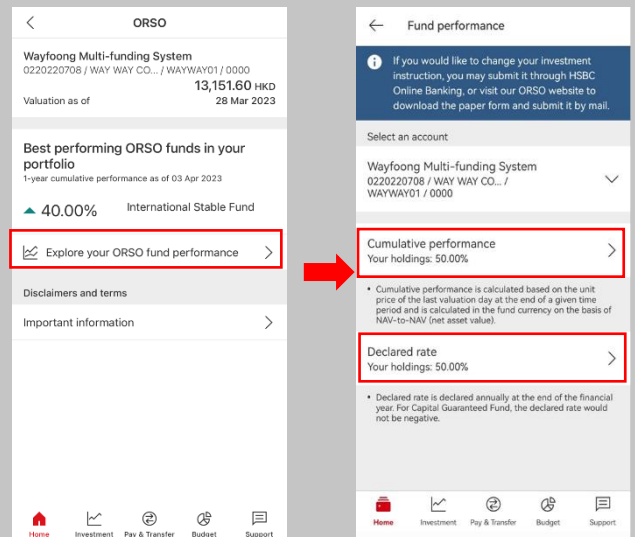 ORSO
Wayfoong Multi-funding System
0220220708 / WAY WAY CO... / WAYWAY01 / 0000
13,151.60 HKD
Valuation as of
28 Mar 2023
Best performing ORSO funds in your
portfolio
1-year cumulative performance as of 03 Apr 2023
40.00%
International Stable Fund
Explore your ORSO fund performance
Disclaimers and terms
Important information
Home
Investment
Pay & Transfer
Budget
Support
Fund performance
If you would like to change your investment
instruction, you may submit it through HSBC
Online Banking, or visit our ORSO website to
download the paper form and submit it by mail.
Select an account
Wayfoong Multi-funding System
0220220708 / WAY WAY CO... /
WAYWAY01 / 0000
Cumulative performance
Your holdings: 50.00%
• Cumulative performance is calculated based on the unit
price of the last valuation day at the end of a given time
period and is calculated in the fund currency on the basis of
NAV-to-NAV (net asset value).
Declared rate
Your holdings: 50.00%
• Declared rate is declared annually at the end of the financial
year. For Capital Guaranteed Fund, the declared rate would
not be negative.
Home
Investment
Pay & Transfer
Budget
Support